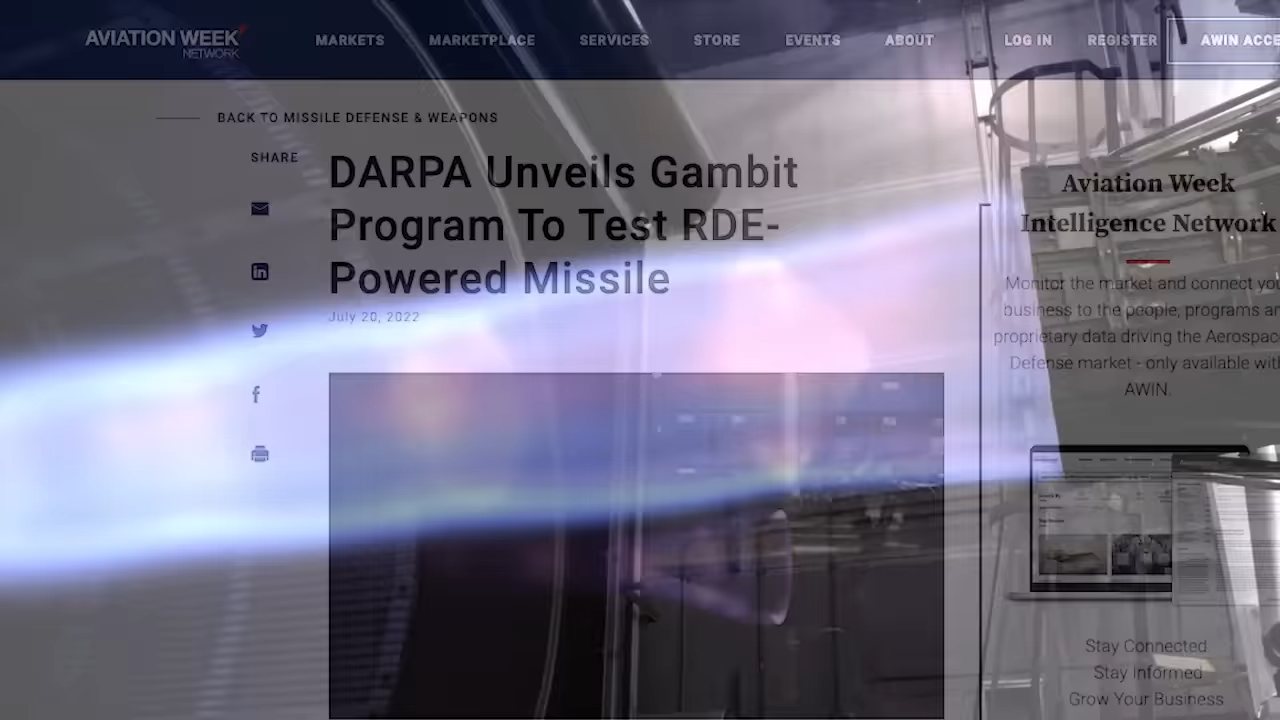 AVIATION WEEK
NETWORK
MARKETS MARKETPLACE SERVICES STORE EVENTS ABOUT LOG IN REGISTER AWIN ACCE
BACK TO MISSILE DEFENSE & WEAPONS
SHARE
DARPA Unveils Gambit
Program To Test RDE-
Powered Missile
July 20, 2022
Aviation Week
Intelligence Network
Monitor the market and connect you
business to the people, programs an
proprietary data driving the Aerospac
Defense market - only available wit
AWIN.
Stay Connected
Stay Informed
Grow Your Business